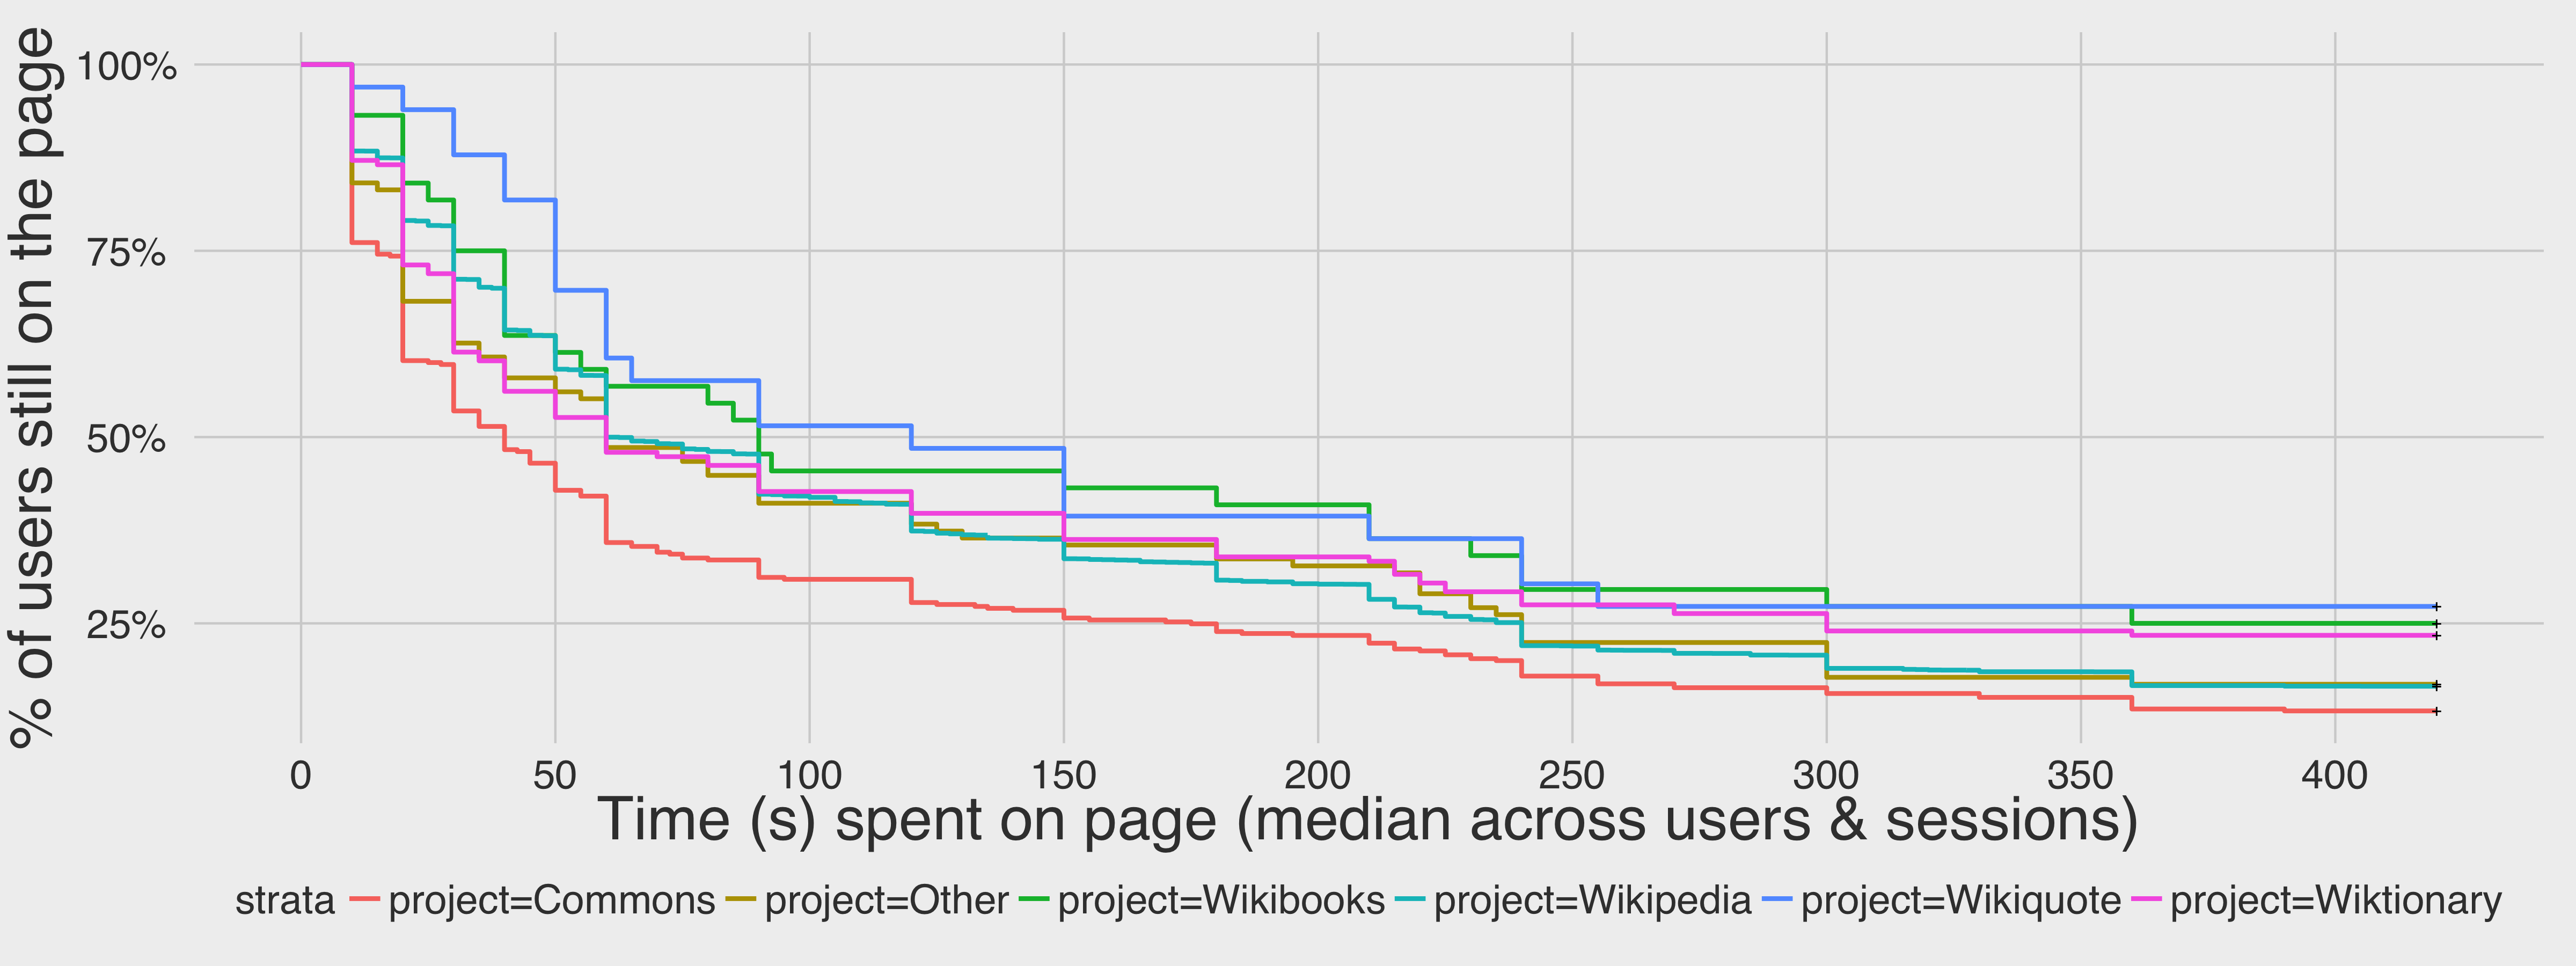 % of users still on the page
100%
75%
50%
25%
0 50 100 150 200 250 300 350 400
Time (s) spent on page (median across users & sessions)
strata project=Commons project=Other project=Wikibooks project=Wikipedia project=Wikiquote project=Wiktionary